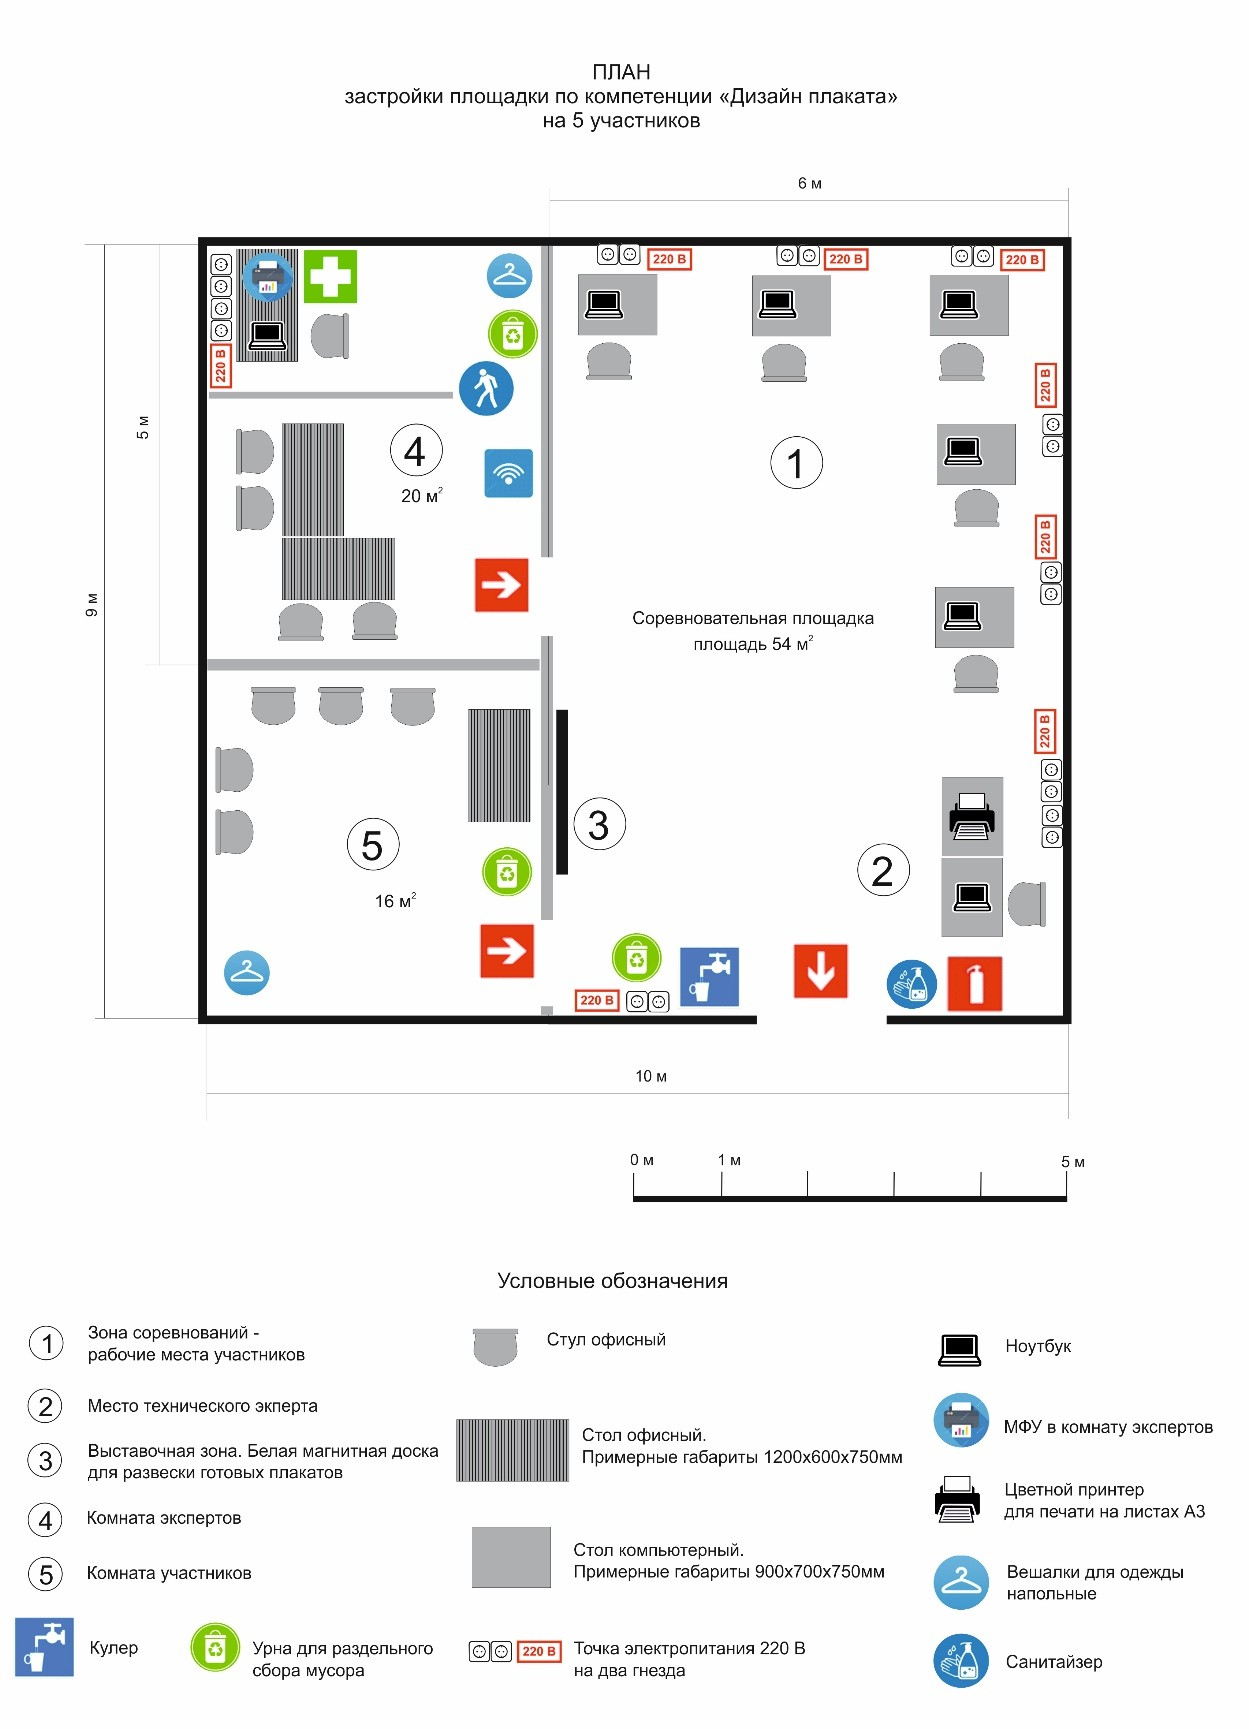 ПЛАН
застройки площадки по компетенции «Дизайн плаката»
на 5 участников
6 м
220 В
220 В
220 В
220 В
220 В
5 м
4
20 м²
1
220 В
9 м
Соревновательная площадка
площадь 54 м²
220 В
3
5
2
16 м²
220 В
10 м
0 м
1 м
5 м
Условные обозначения
1
Зона соревнований -
рабочие места участников
2
Место технического экперта
3
Выставочная зона. Белая магнитная доска
для развески готовых плакатов
4
Комната экспертов
5
Комната участников
Кулер
Урна для раздельного
сбора мусора
Стул офисный
Стол офисный.
Примерные габариты 1200х600х750мм
Стол компьютерный.
Примерные габариты 900х700х750мм
220 В
Точка электропитания 220 В
на два гнезда
Ноутбук
МФУ в комнату экспертов
Цветной принтер
для печати на листах А3
Вешалки для одежды
напольные
Санитайзер